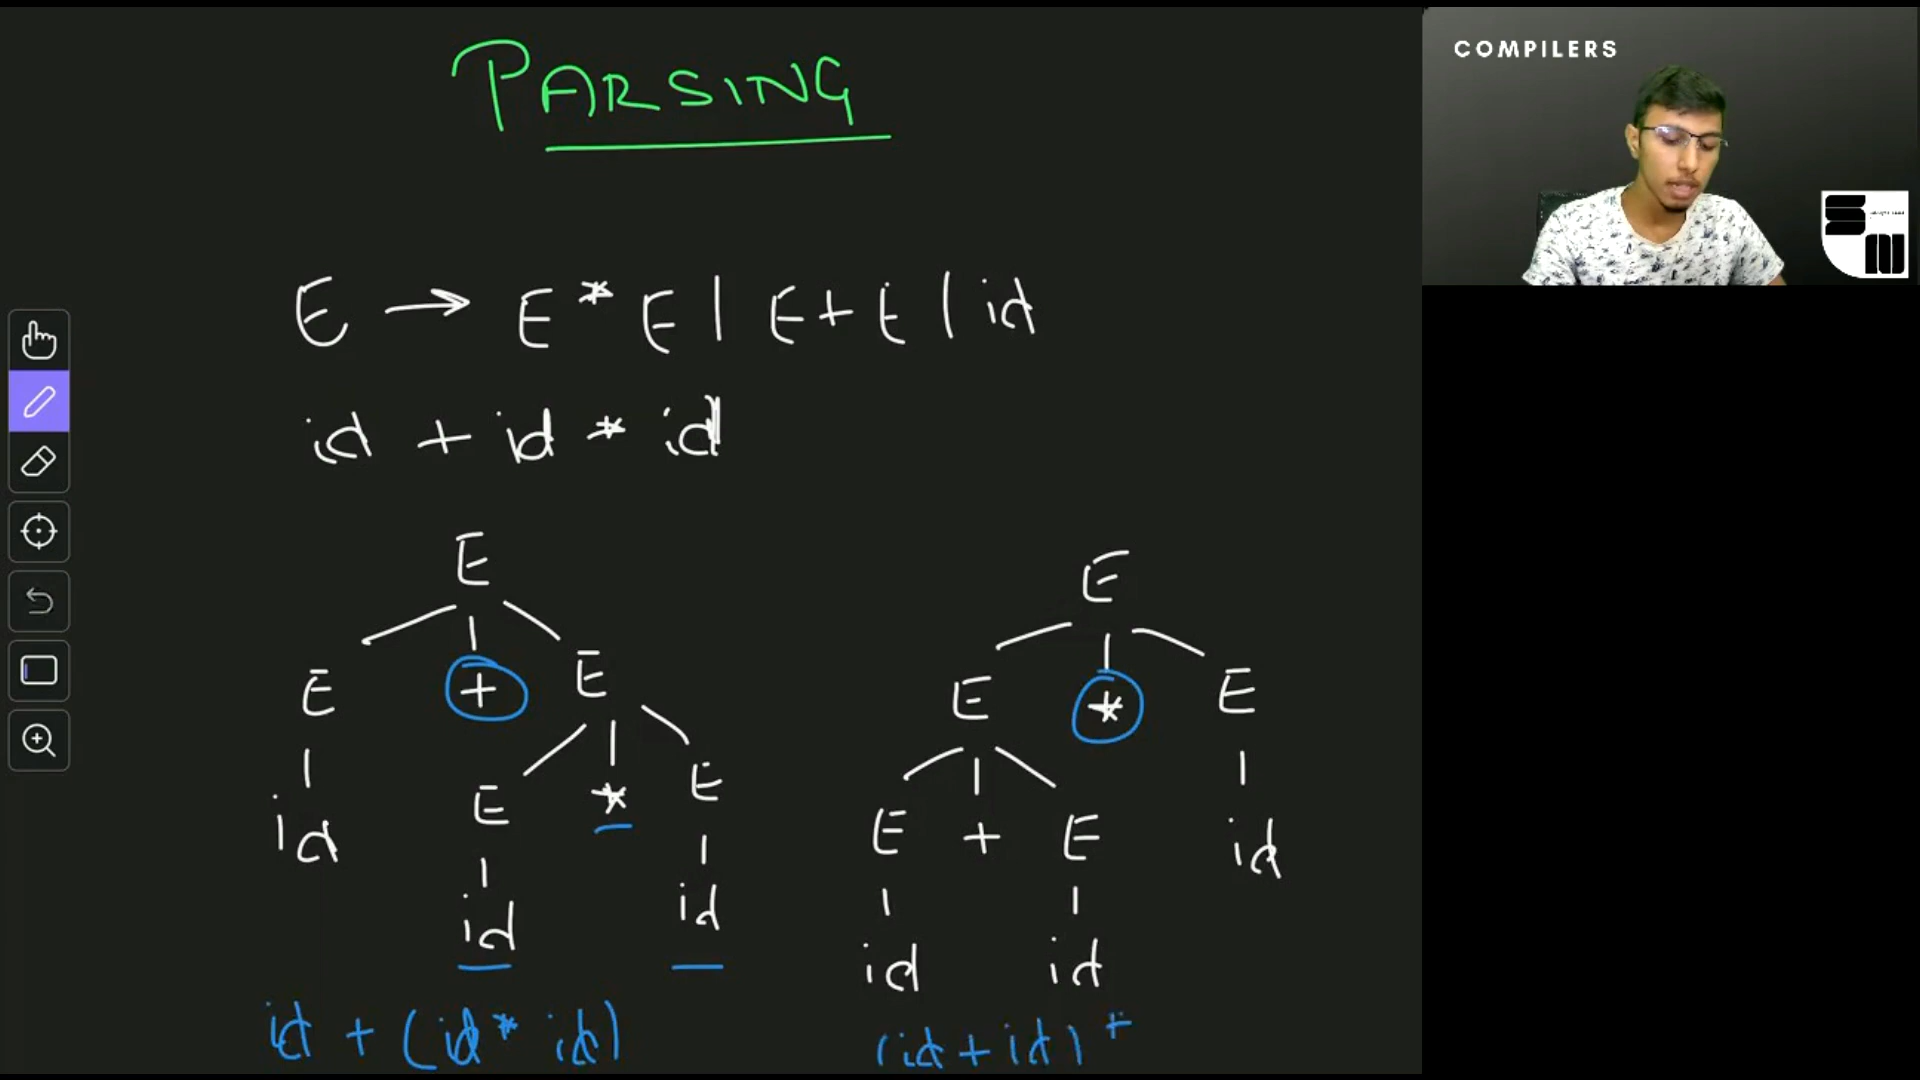 PARSING
COMPILERS
E → E * E | E + E | id
id + id * id
E
E + E
id
E * E
id id
E
E * E
E + E
id
id id
id + (id * id)
(id + id) *